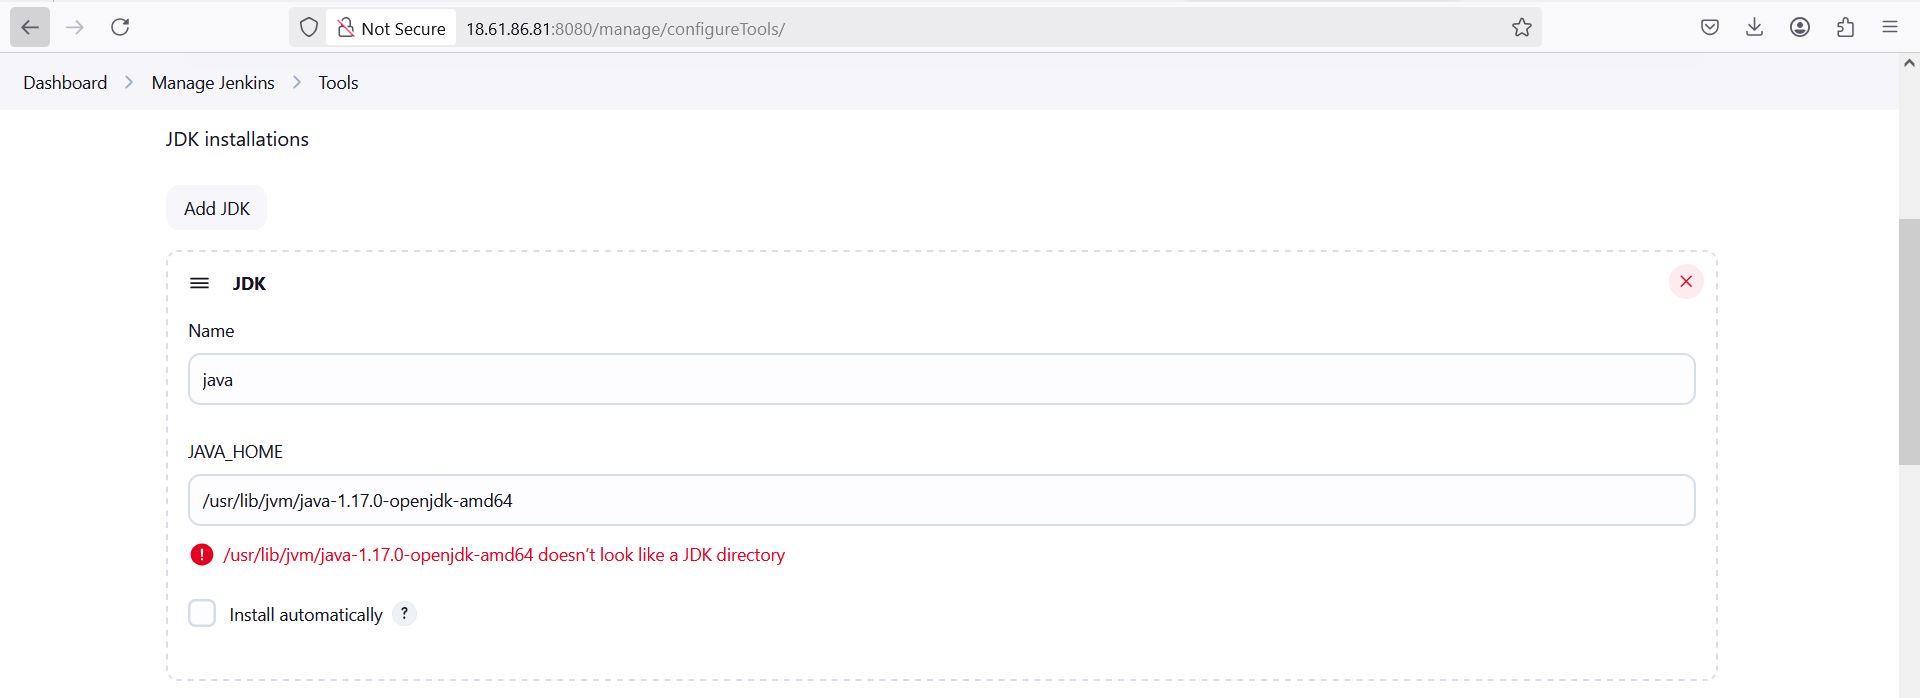 Not Secure 18.61.86.81:8080/manage/configureTools/
Dashboard > Manage Jenkins > Tools
JDK installations
Add JDK
JDK
Name
java
JAVA_HOME
/usr/lib/jvm/java-1.17.0-openjdk-amd64
! /usr/lib/jvm/java-1.17.0-openjdk-amd64 doesn't look like a JDK directory
Install automatically ?